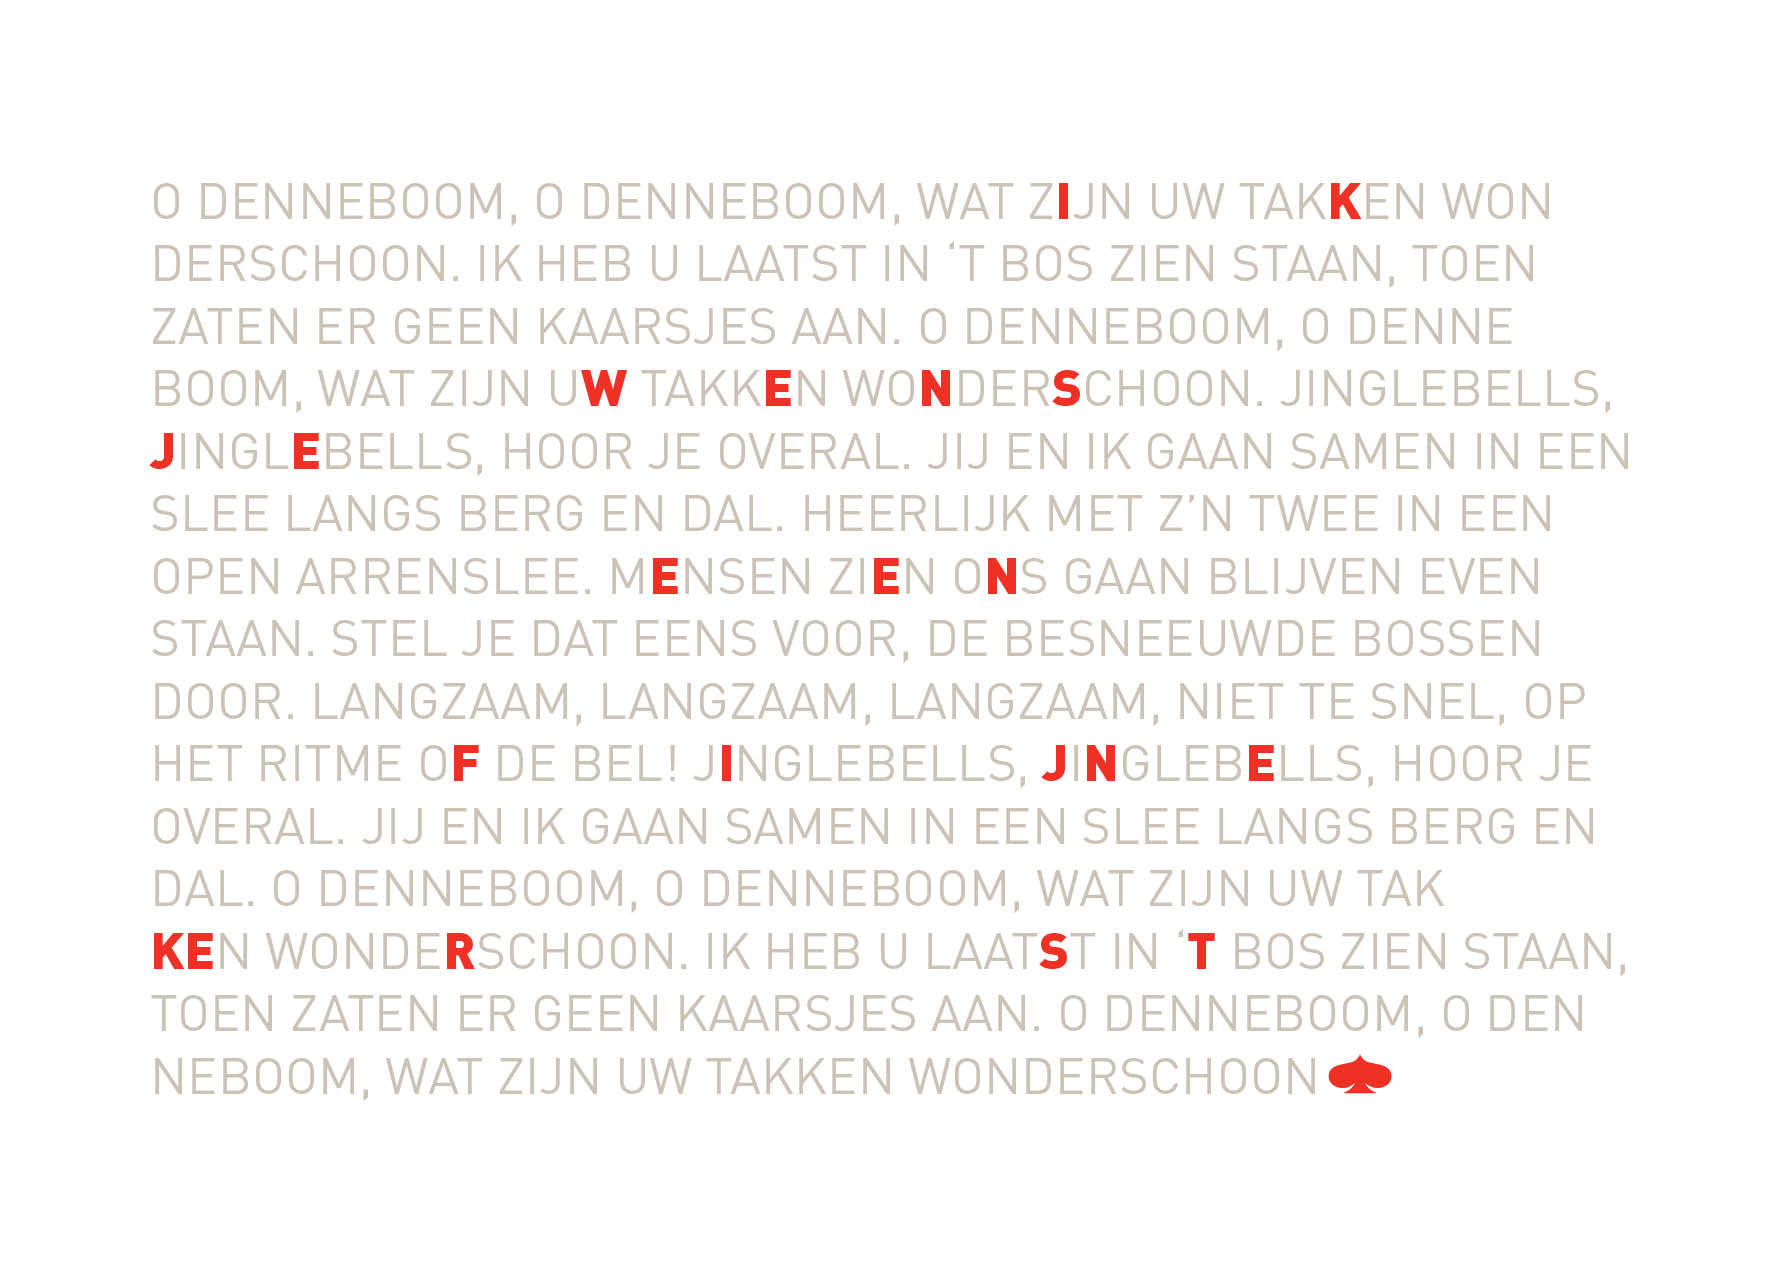 O DENNEBOOM, O DENNEBOOM, WAT ZIJN UW TAKKEN WON
DERSCHOON. IK HEB U LAATST IN ‘T BOS ZIEN STAAN, TOEN
ZATEN ER GEEN KAARSJES AAN. O DENNEBOOM, O DENNE
BOOM, WAT ZIJN UW TAKKEN WONDERSCHOON. JINGLEBELLS,
JINGLEBELLS, HOOR JE OVERAL. JIJ EN IK GAAN SAMEN IN EEN
SLEE LANGS BERG EN DAL. HEERLIJK MET Z’N TWEE IN EEN
OPEN ARRENSLEE. MENSEN ZIEN ONS GAAN BLIJVEN EVEN
STAAN. STEL JE DAT EENS VOOR, DE BESNEEUWDE BOSSEN
DOOR. LANGZAAM, LANGZAAM, LANGZAAM, NIET TE SNEL, OP
HET RITME OF DE BEL! JINGLEBELLS, JINGLEBELLS, HOOR JE
OVERAL. JIJ EN IK GAAN SAMEN IN EEN SLEE LANGS BERG EN
DAL. O DENNEBOOM, O DENNEBOOM, WAT ZIJN UW TAK
KEN WONDERSCHOON. IK HEB U LAATST IN ‘T BOS ZIEN STAAN,
TOEN ZATEN ER GEEN KAARSJES AAN. O DENNEBOOM, O DEN
NEBOOM, WAT ZIJN UW TAKKEN WONDERSCHOON